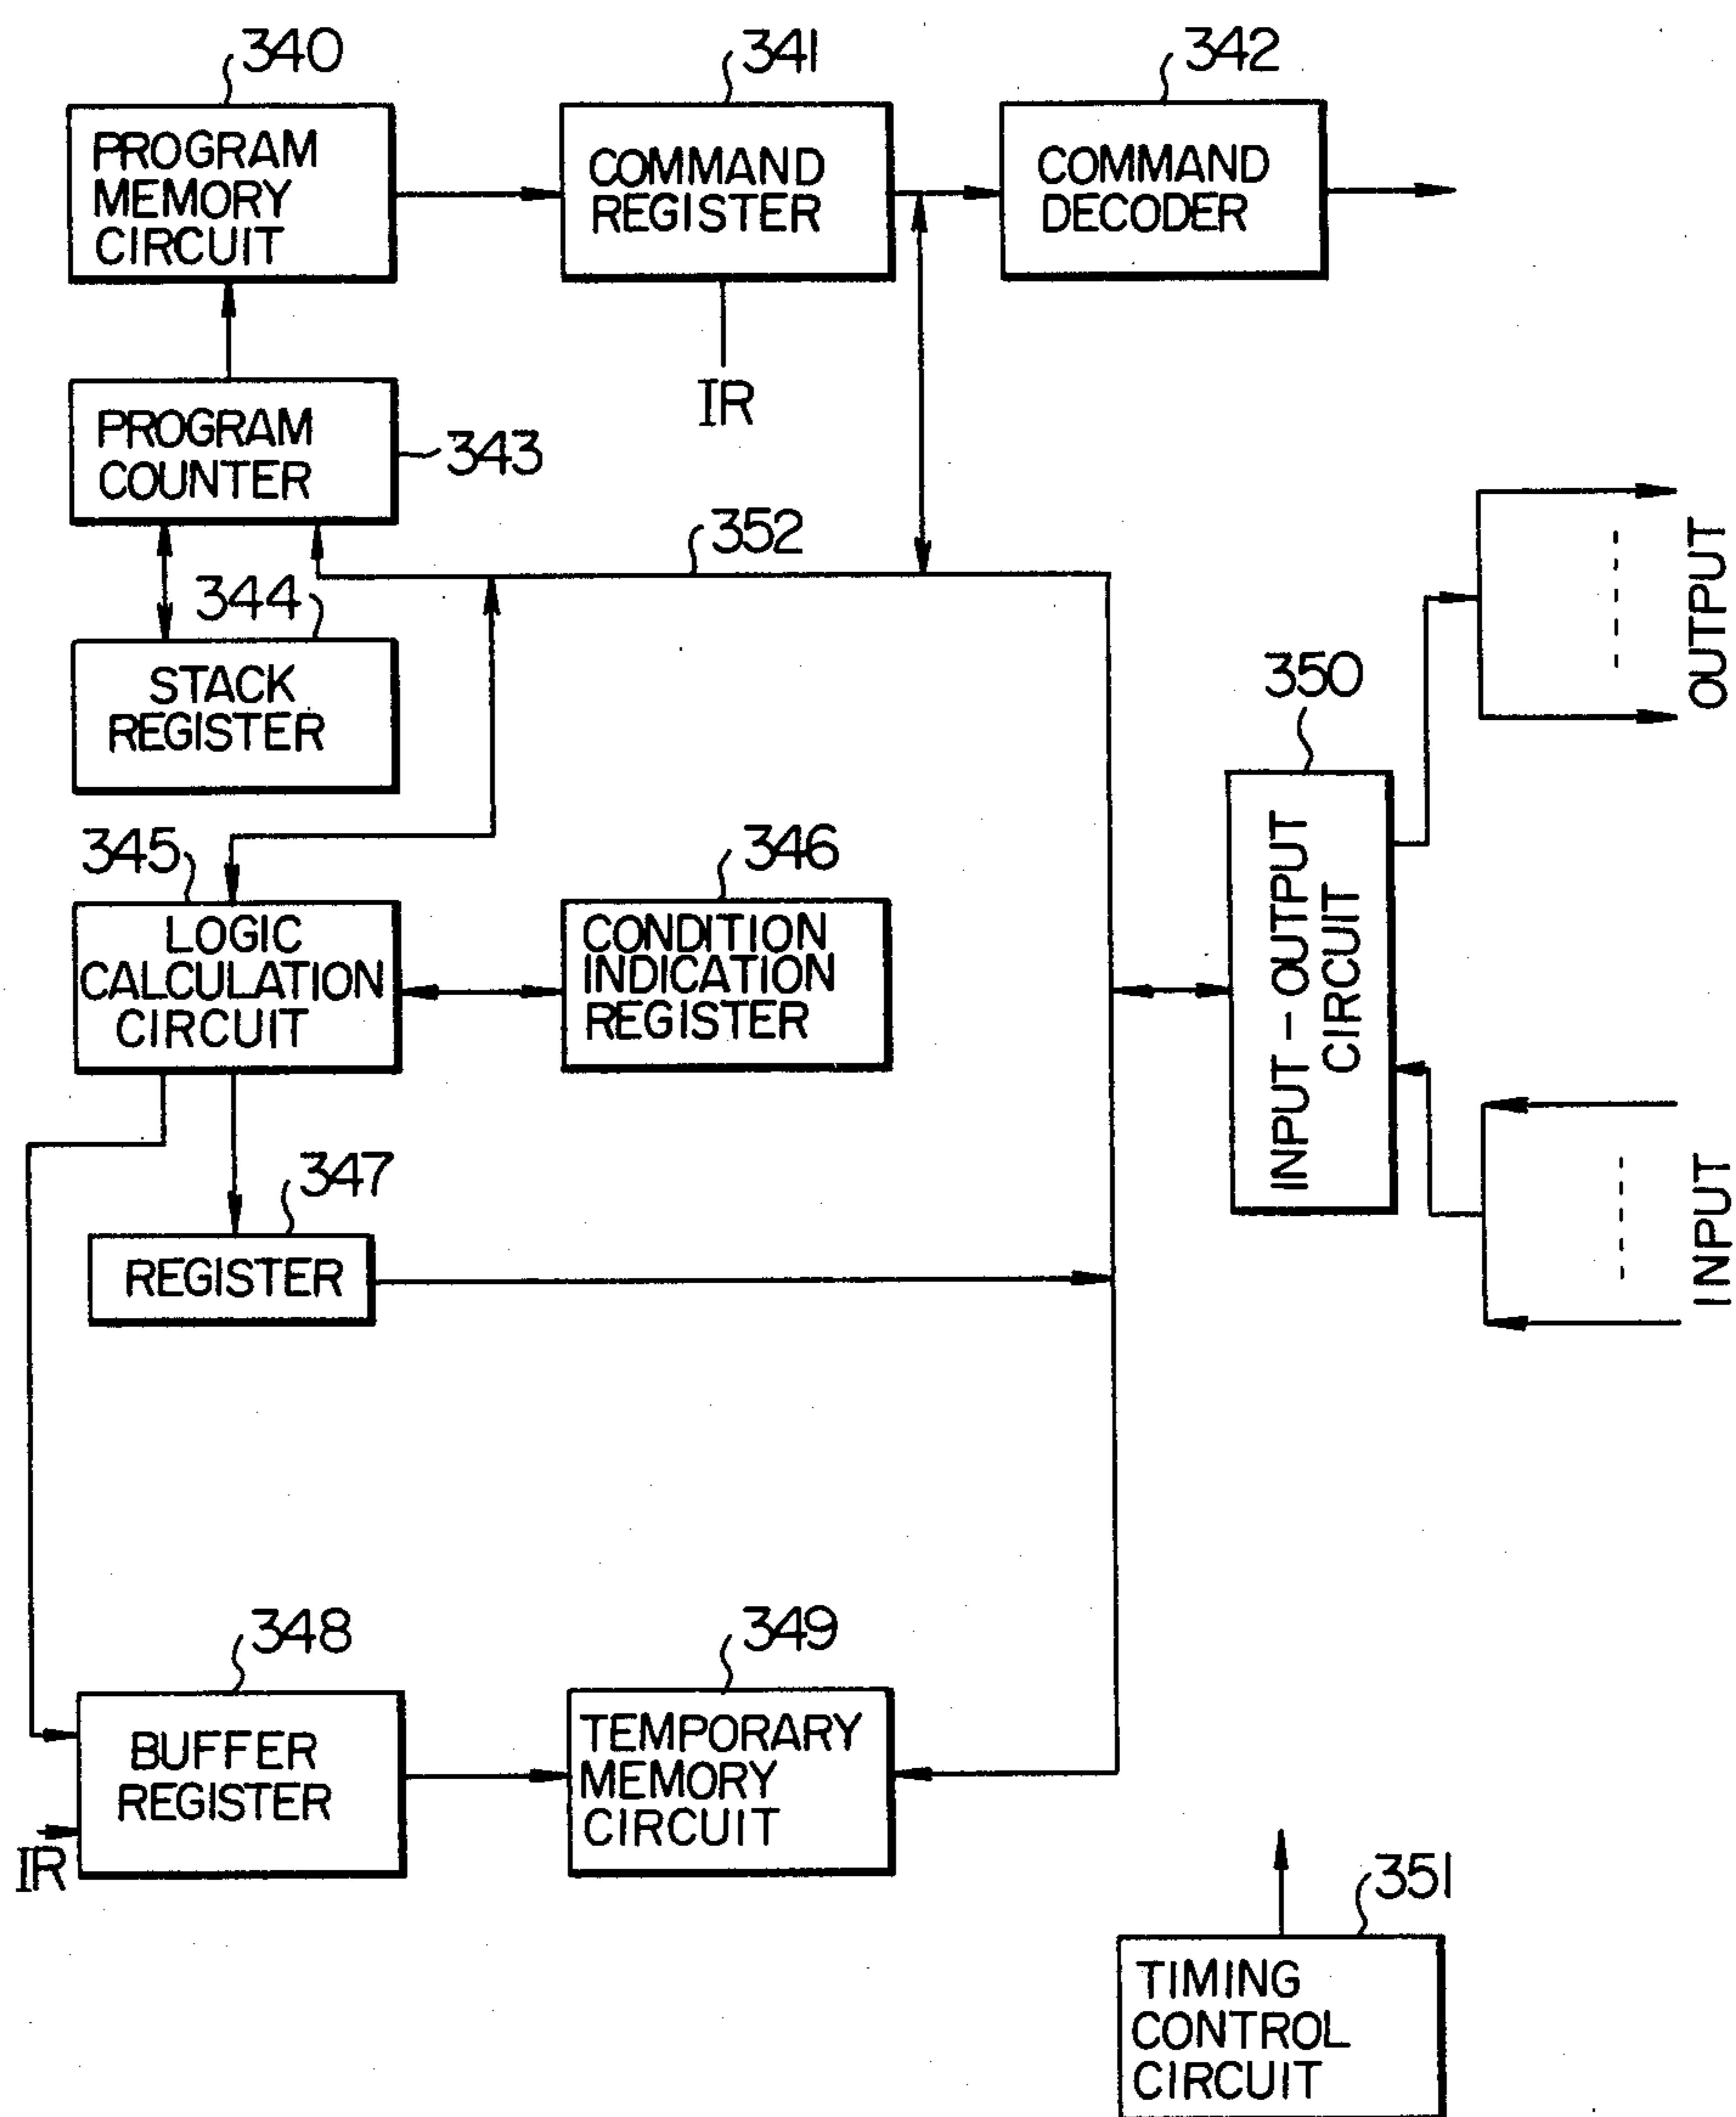 340
341
342
PROGRAM
MEMORY
CIRCUIT
COMMAND
REGISTER
COMMAND
DECODER
IR
PROGRAM
COUNTER
343
352
344
STACK
REGISTER
350
OUTPUT
345
346
LOGIC
CALCULATION
CIRCUIT
CONDITION
INDICATION
REGISTER
INPUT-OUTPUT
CIRCUIT
347
REGISTER
INPUT
348
349
BUFFER
REGISTER
TEMPORARY
MEMORY
CIRCUIT
IR
351
TIMING
CONTROL
CIRCUIT